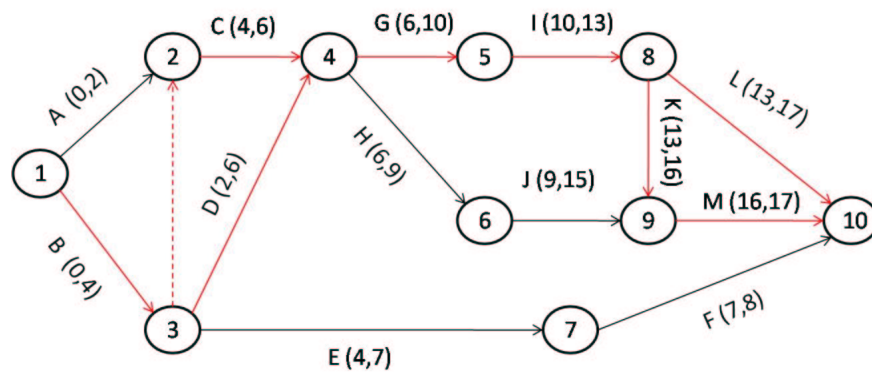 C (4,6)
G (6,10)
I (10,13)
2
4
5
8
A (0,2)
L (13,17)
K (13,16)
H (6,9)
1
D (2,6)
J (9,15)
M (16,17)
6
9
10
B (0,4)
3
7
F (7,8)
E (4,7)